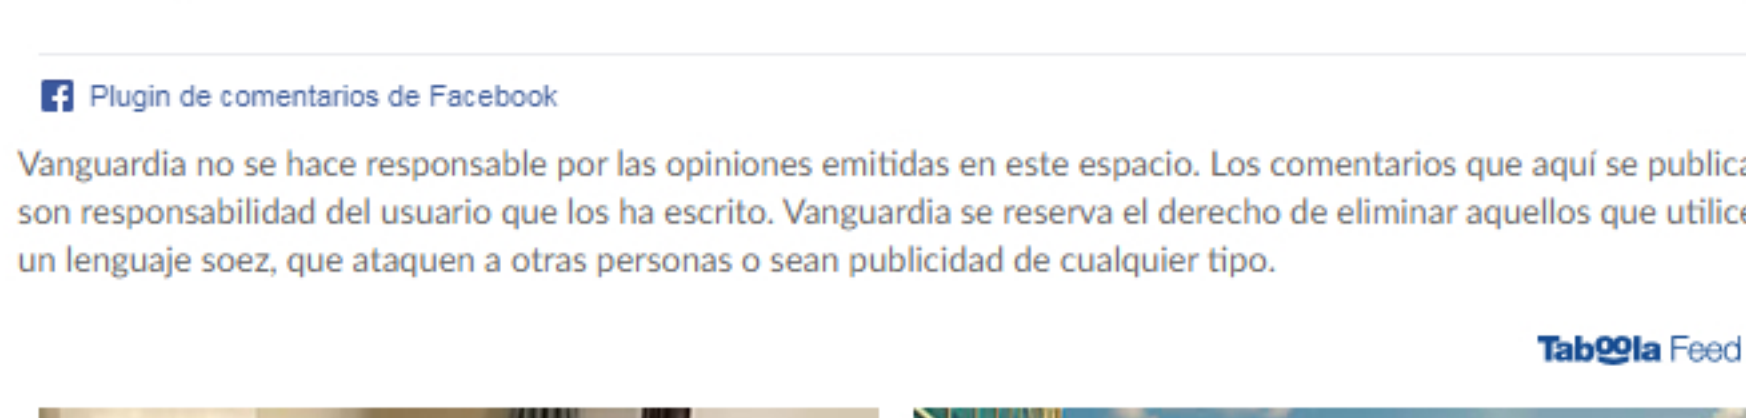 Plugin de comentarios de Facebook
Vanguardia no se hace responsable por las opiniones emitidas en este espacio. Los comentarios que aquí se publica
son responsabilidad del usuario que los ha escrito. Vanguardia se reserva el derecho de eliminar aquellos que utilice
un lenguaje soez, que ataquen a otras personas o sean publicidad de cualquier tipo.
Taboola Feed